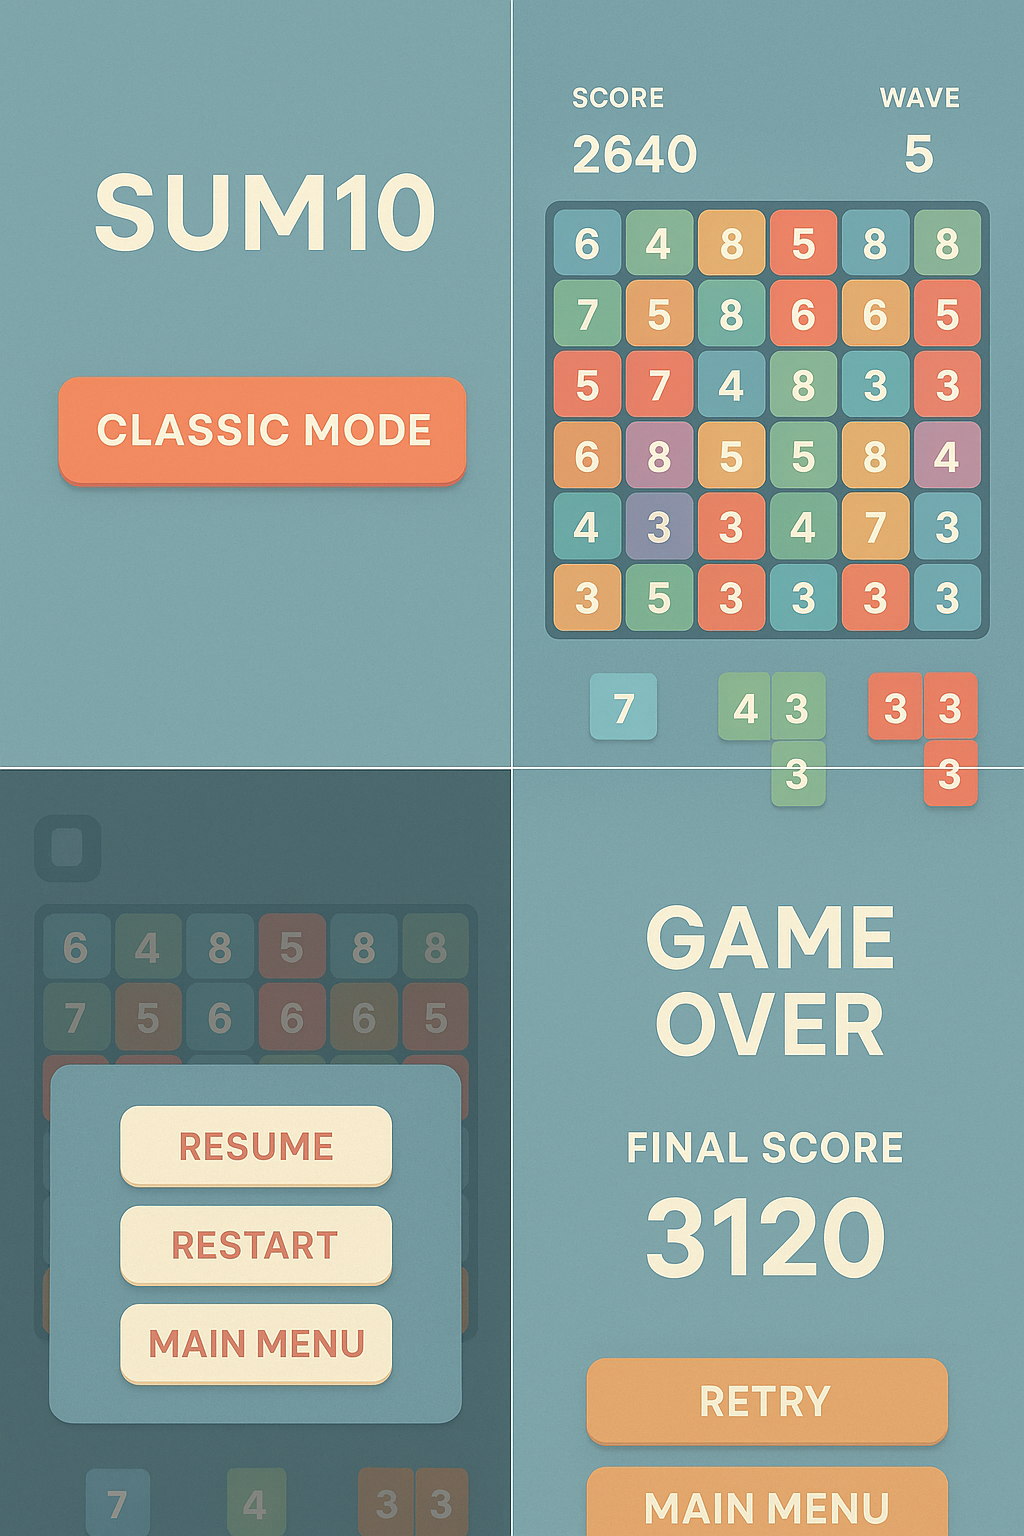 SUM10
CLASSIC MODE
SCORE WAVE
2640 5
6 4 8 5 8 8
7 5 8 6 6 5
5 7 4 8 3 3
6 8 5 5 8 4
4 3 3 4 7 3
3 5 3 3 3 3
7 4 3 3 3
3 3
6 4 8 5 8 8
7 5 6 6 6 5
RESUME
RESTART
MAIN MENU
7 4 3 3
GAME
OVER
FINAL SCORE
3120
RETRY
MAIN MENU